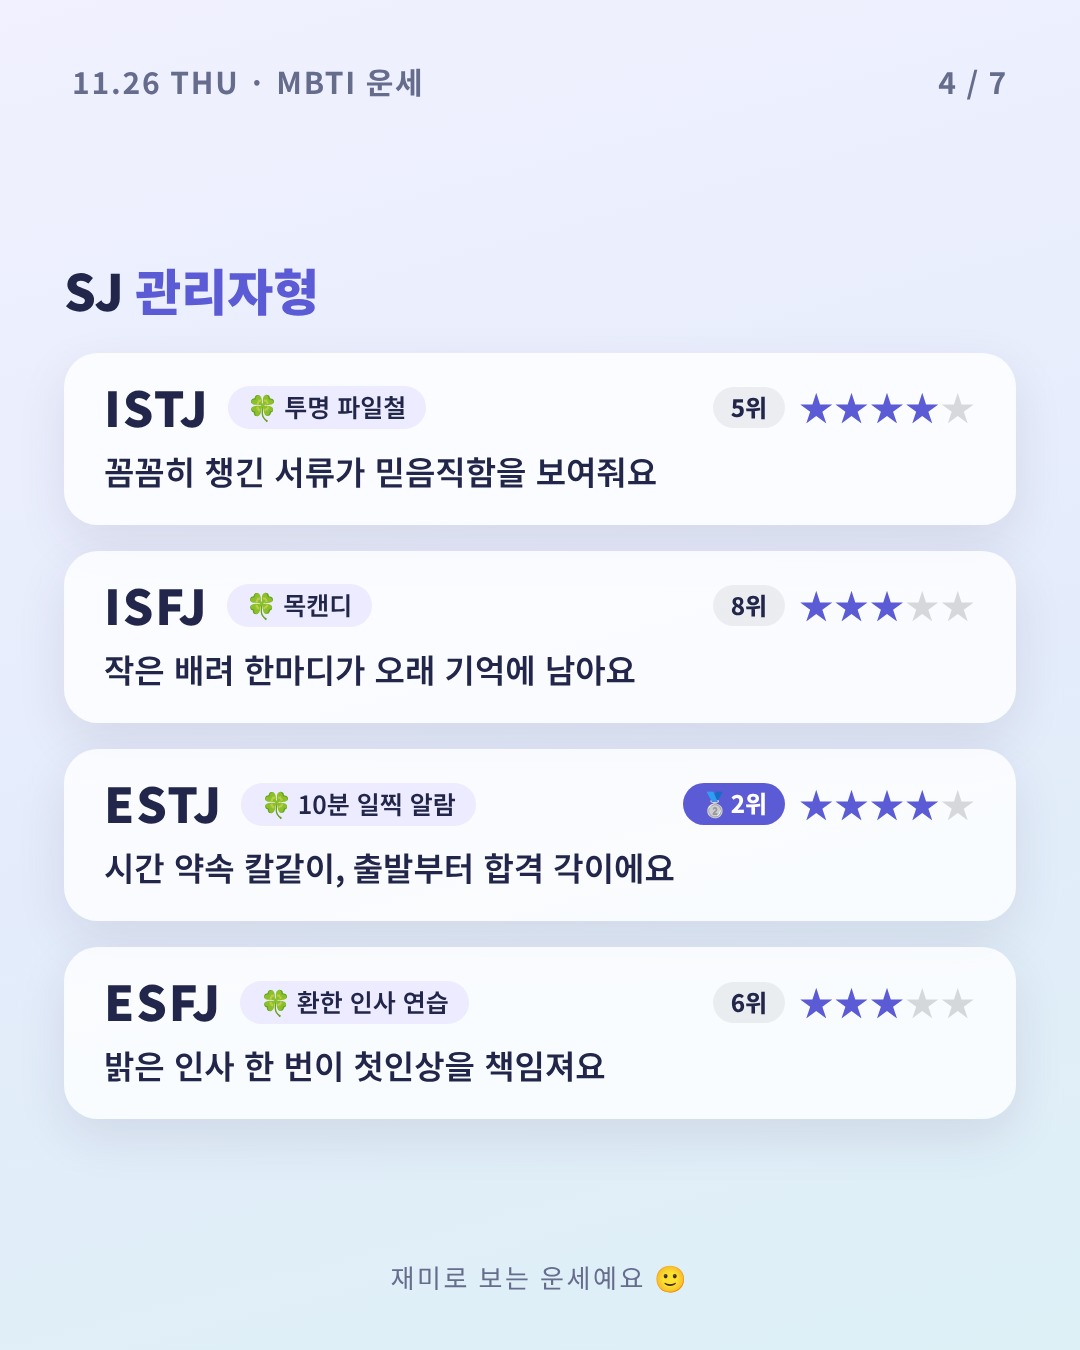 11.26 THU · MBTI 운세
4 / 7
SJ 관리자형
ISTJ 🍀 투명 파일철 5위 ★★★★★
꼼꼼히 챙긴 서류가 믿음직함을 보여줘요
ISFJ 🍀 목캔디 8위 ★★★★★
작은 배려 한마디가 오래 기억에 남아요
ESTJ 🍀 10분 일찍 알람 🥈 2위 ★★★★★
시간 약속 칼같이, 출발부터 합격 각이에요
ESFJ 🍀 환한 인사 연습 6위 ★★★★★
밝은 인사 한 번이 첫인상을 책임져요
재미로 보는 운세예요 🙂